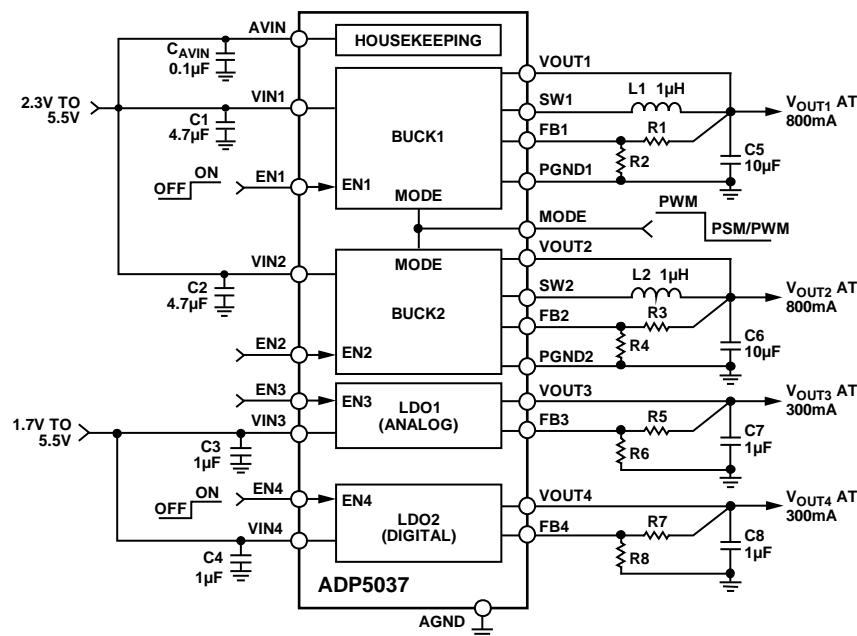 AVIN
HOUSEKEEPING
C_AVIN
0.1µF
VOUT1
L1 1µH
2.3V TO
5.5V
VIN1
C1
4.7µF
BUCK1
SW1
FB1
R1
R2
V_OUT1 AT
800mA
C5
10µF
OFF
ON
EN1
EN1
PGND1
MODE
MODE
PWM
PSM/PWM
VOUT2
VIN2
MODE
C2
4.7µF
BUCK2
L2 1µH
SW2
FB2
R3
R4
V_OUT2 AT
800mA
C6
10µF
EN2
EN2
PGND2
EN3
EN3
LDO1
(ANALOG)
VOUT3
V_OUT3 AT
300mA
1.7V TO
5.5V
VIN3
C3
1µF
FB3
R5
R6
C7
1µF
OFF
ON
EN4
EN4
LDO2
(DIGITAL)
VOUT4
V_OUT4 AT
300mA
VIN4
C4
1µF
FB4
R7
R8
C8
1µF
ADP5037
AGND